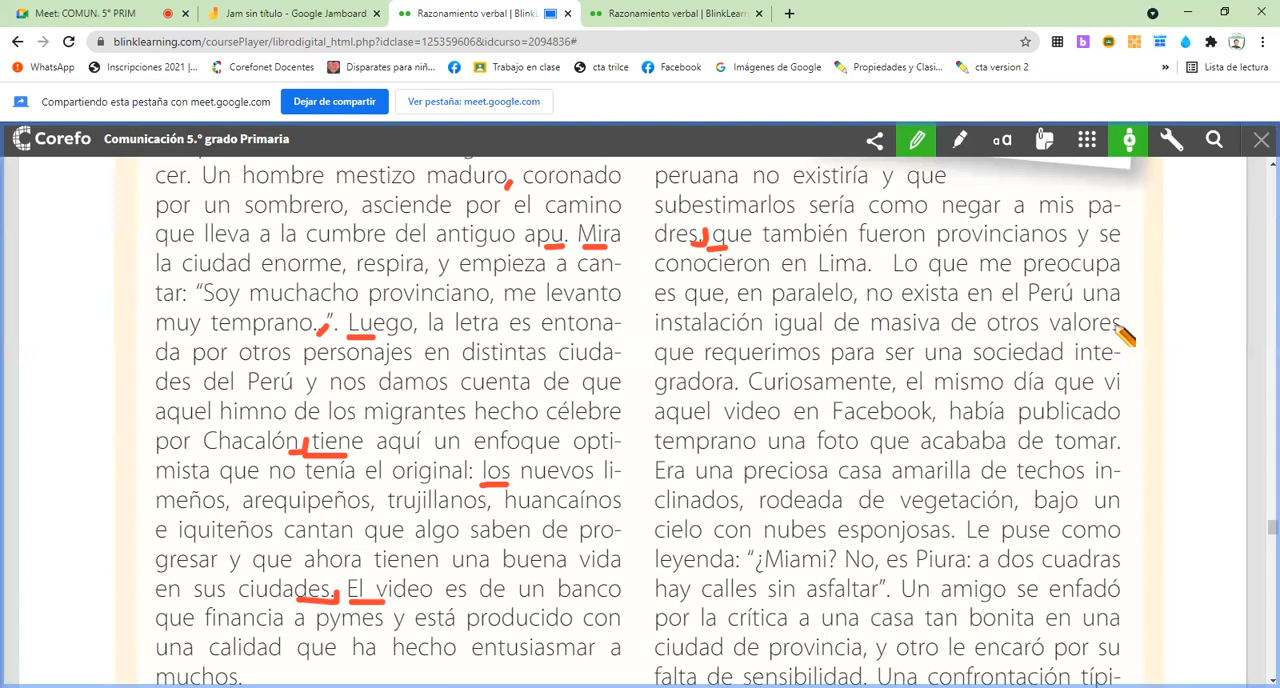 Meet: COMUN. 5° PRIM
Jam sin título - Google Jamboard
Razonamiento verbal | BlinkL
Razonamiento verbal | BlinkLear
blinklearning.com/coursePlayer/librodigital_html.php?idclase=125359606&idcurso=2094836#
WhatsApp
Inscripciones 2021 |...
Corefonet Docentes
Disparates para niñ...
Trabajo en clase
cta trilce
Facebook
Imágenes de Google
Propiedades y Clasi...
cta version 2
»
Lista de lectura
Compartiendo esta pestaña con meet.google.com
Dejar de compartir
Ver pestaña: meet.google.com
Corefo
Comunicación 5.º grado Primaria
aa
cer. Un hombre mestizo maduro, coronado
por un sombrero, asciende por el camino
que lleva a la cumbre del antiguo apu. Mira
la ciudad enorme, respira, y empieza a can-
tar: “Soy muchacho provinciano, me levanto
muy temprano...”. Luego, la letra es entona-
da por otros personajes en distintas ciuda-
des del Perú y nos damos cuenta de que
aquel himno de los migrantes hecho célebre
por Chacalón tiene aquí un enfoque opti-
mista que no tenía el original: los nuevos li-
meños, arequipeños, trujillanos, huancaínos
e iquiteños cantan que algo saben de pro-
gresar y que ahora tienen una buena vida
en sus ciudades. El video es de un banco
que financia a pymes y está producido con
una calidad que ha hecho entusiasmar a
muchos.
peruana no existiría y que
subestimarlos sería como negar a mis pa-
dres, que también fueron provincianos y se
conocieron en Lima. Lo que me preocupa
es que, en paralelo, no exista en el Perú una
instalación igual de masiva de otros valores
que requerimos para ser una sociedad inte-
gradora. Curiosamente, el mismo día que vi
aquel video en Facebook, había publicado
temprano una foto que acababa de tomar.
Era una preciosa casa amarilla de techos in-
clinados, rodeada de vegetación, bajo un
cielo con nubes esponjosas. Le puse como
leyenda: “¿Miami? No, es Piura: a dos cuadras
hay calles sin asfaltar”. Un amigo se enfadó
por la crítica a una casa tan bonita en una
ciudad de provincia, y otro le encaró por su
falta de sensibilidad. Una confrontación típi-